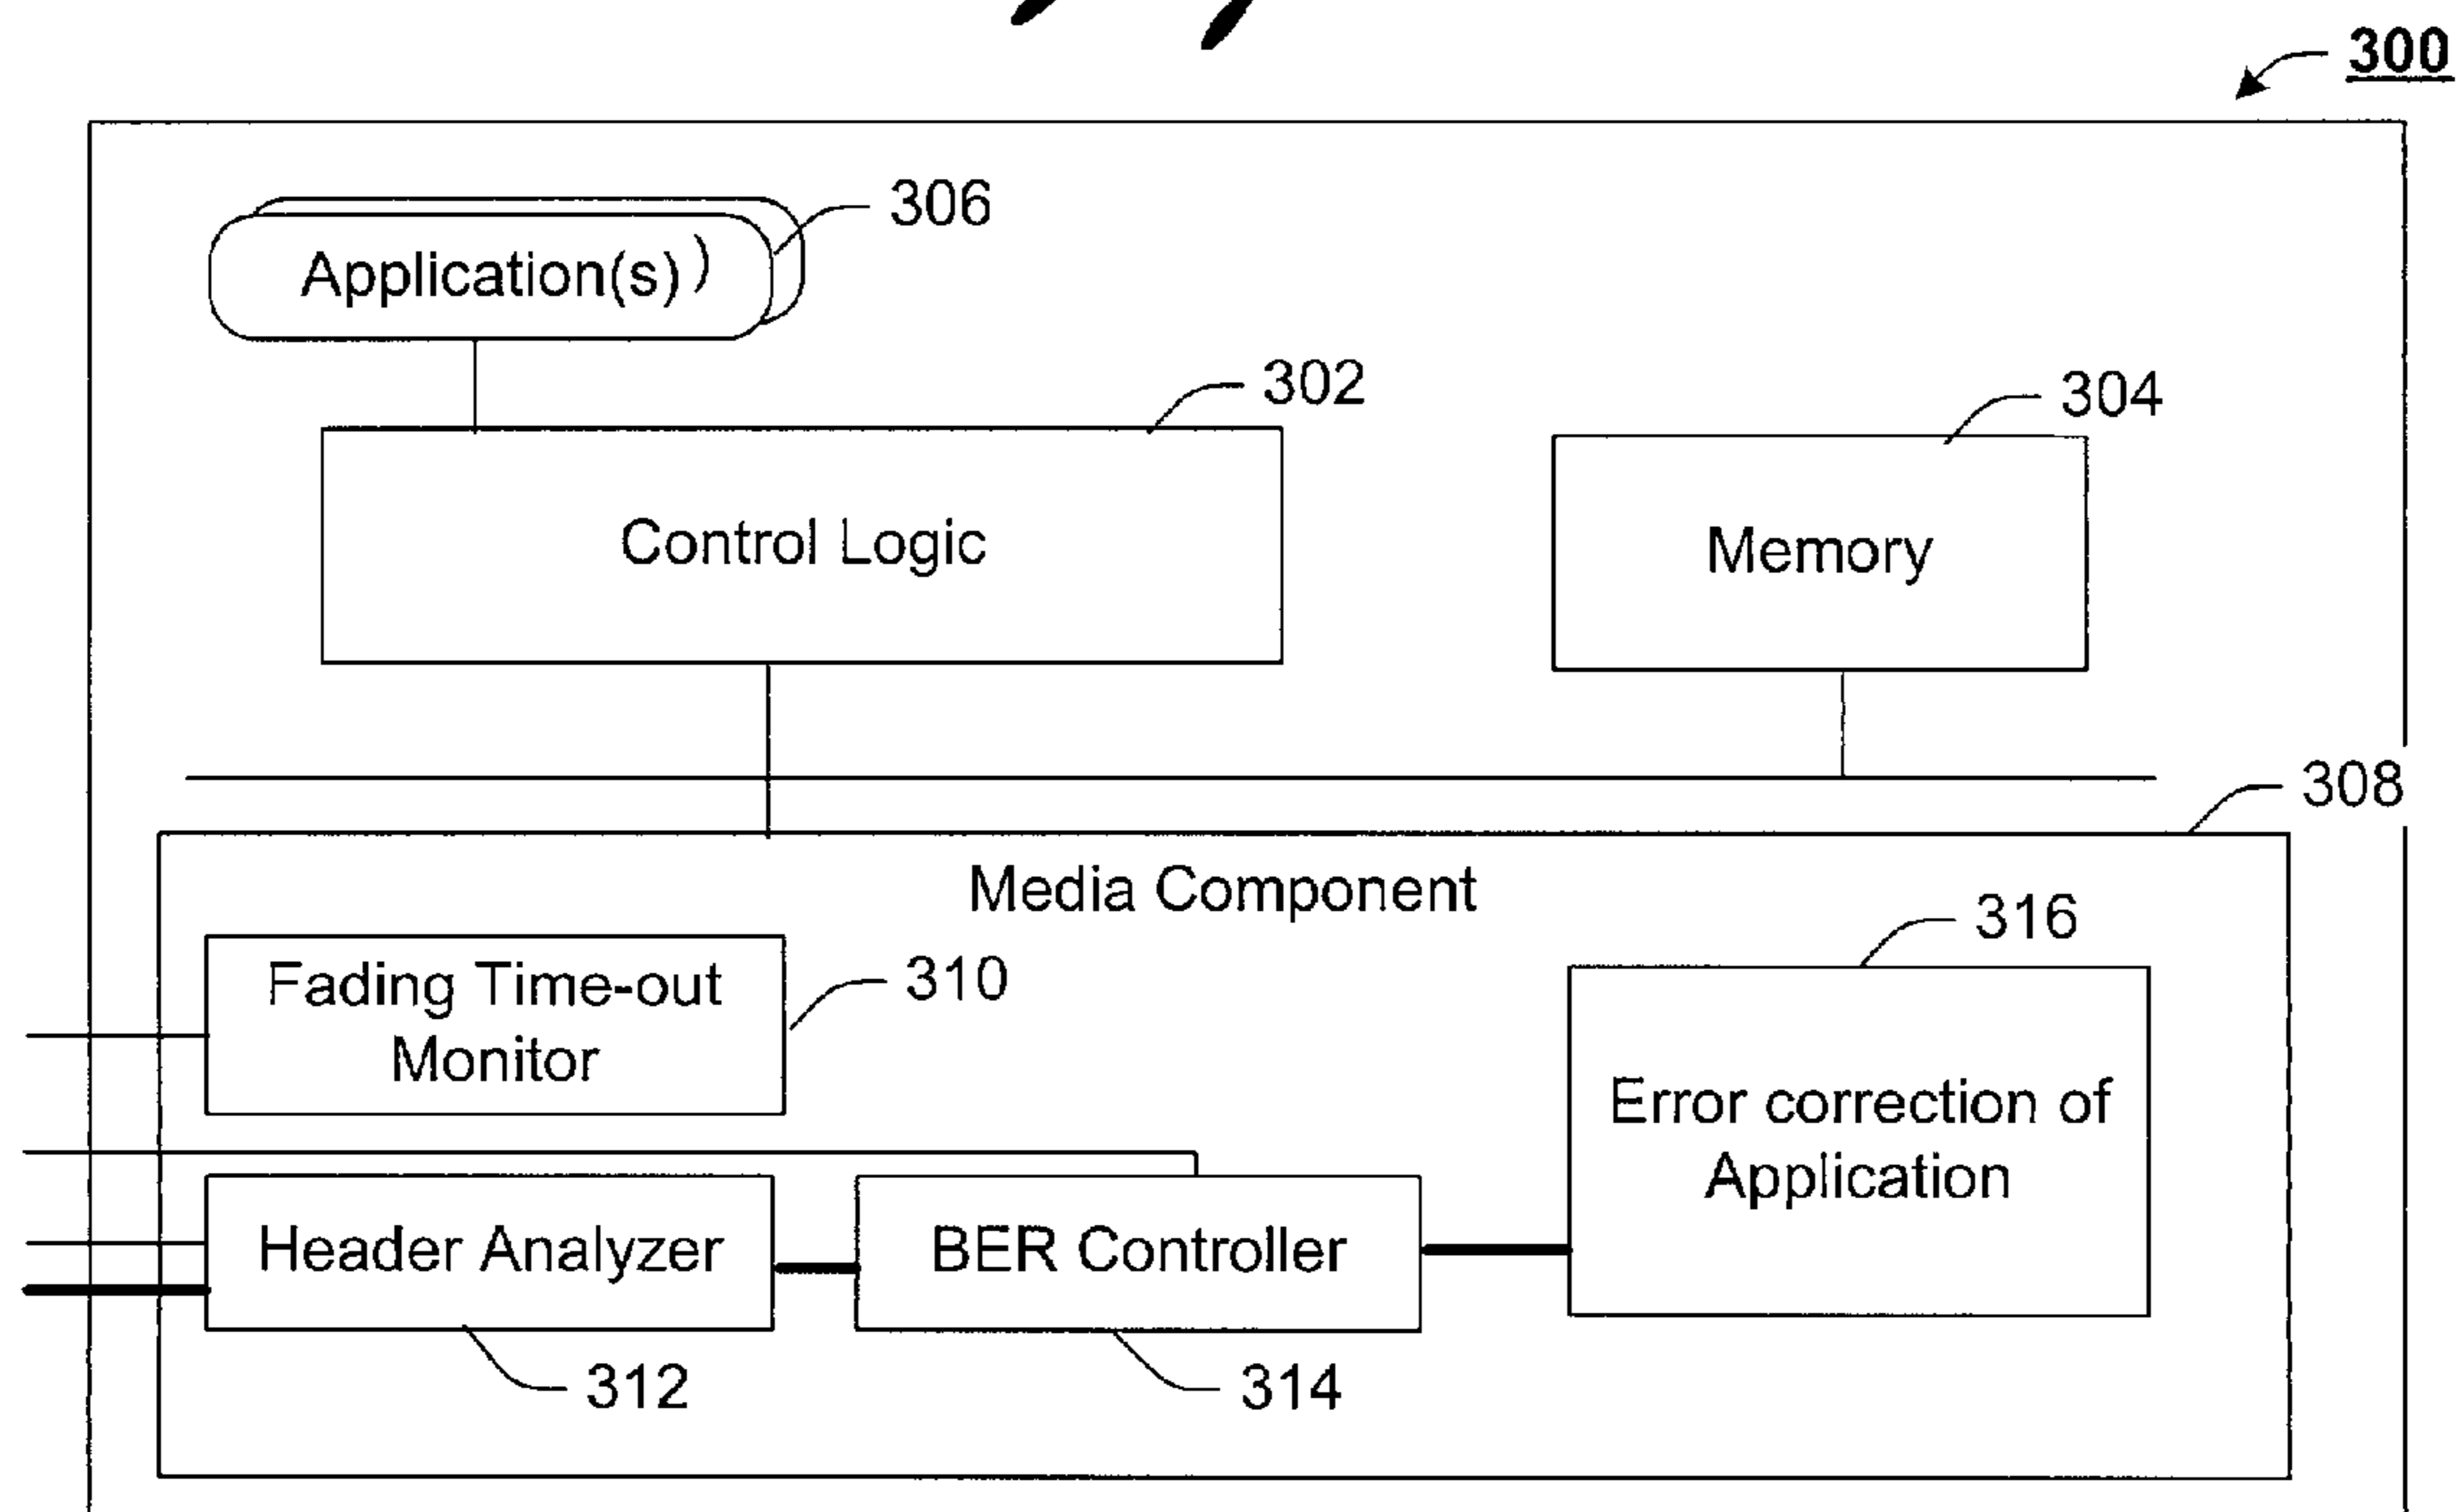 300
306
Application(s) )
302
304
Control Logic
Memory
308
Media Component
316
310
Fading Time-out
Monitor
Error correction of
Application
Header Analyzer
BER Controller
312
314